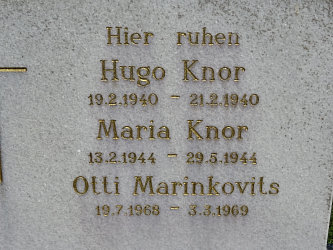 Hier ruhen
Hugo Knor
19.2.1940 - 21.2.1940
Maria Knor
13.2.1944 - 29.5.1944
Otti Marinkovits
19.7.1968 - 3.3.1969